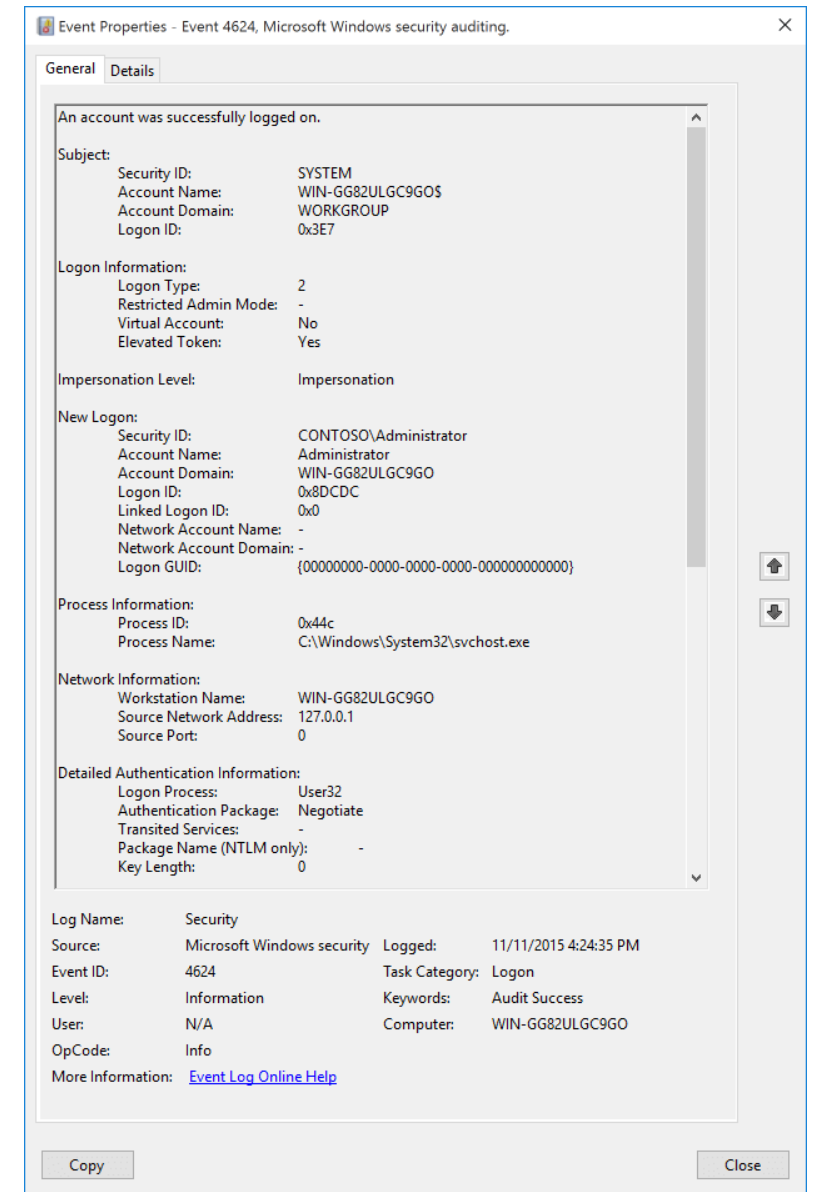 Event Properties - Event 4624, Microsoft Windows security auditing.
General Details
An account was successfully logged on.
Subject:
Security ID: SYSTEM
Account Name: WIN-GG82ULGC9GO$
Account Domain: WORKGROUP
Logon ID: 0x3E7
Logon Information:
Logon Type: 2
Restricted Admin Mode: -
Virtual Account: No
Elevated Token: Yes
Impersonation Level: Impersonation
New Logon:
Security ID: CONTOSO\Administrator
Account Name: Administrator
Account Domain: WIN-GG82ULGC9GO
Logon ID: 0x8DCDC
Linked Logon ID: 0x0
Network Account Name: -
Network Account Domain: -
Logon GUID: {00000000-0000-0000-0000-000000000000}
Process Information:
Process ID: 0x44c
Process Name: C:\Windows\System32\svchost.exe
Network Information:
Workstation Name: WIN-GG82ULGC9GO
Source Network Address: 127.0.0.1
Source Port: 0
Detailed Authentication Information:
Logon Process: User32
Authentication Package: Negotiate
Transited Services: -
Package Name (NTLM only): -
Key Length: 0
Log Name: Security
Source: Microsoft Windows security Logged: 11/11/2015 4:24:35 PM
Event ID: 4624 Task Category: Logon
Level: Information Keywords: Audit Success
User: N/A Computer: WIN-GG82ULGC9GO
OpCode: Info
More Information: Event Log Online Help
Copy Close